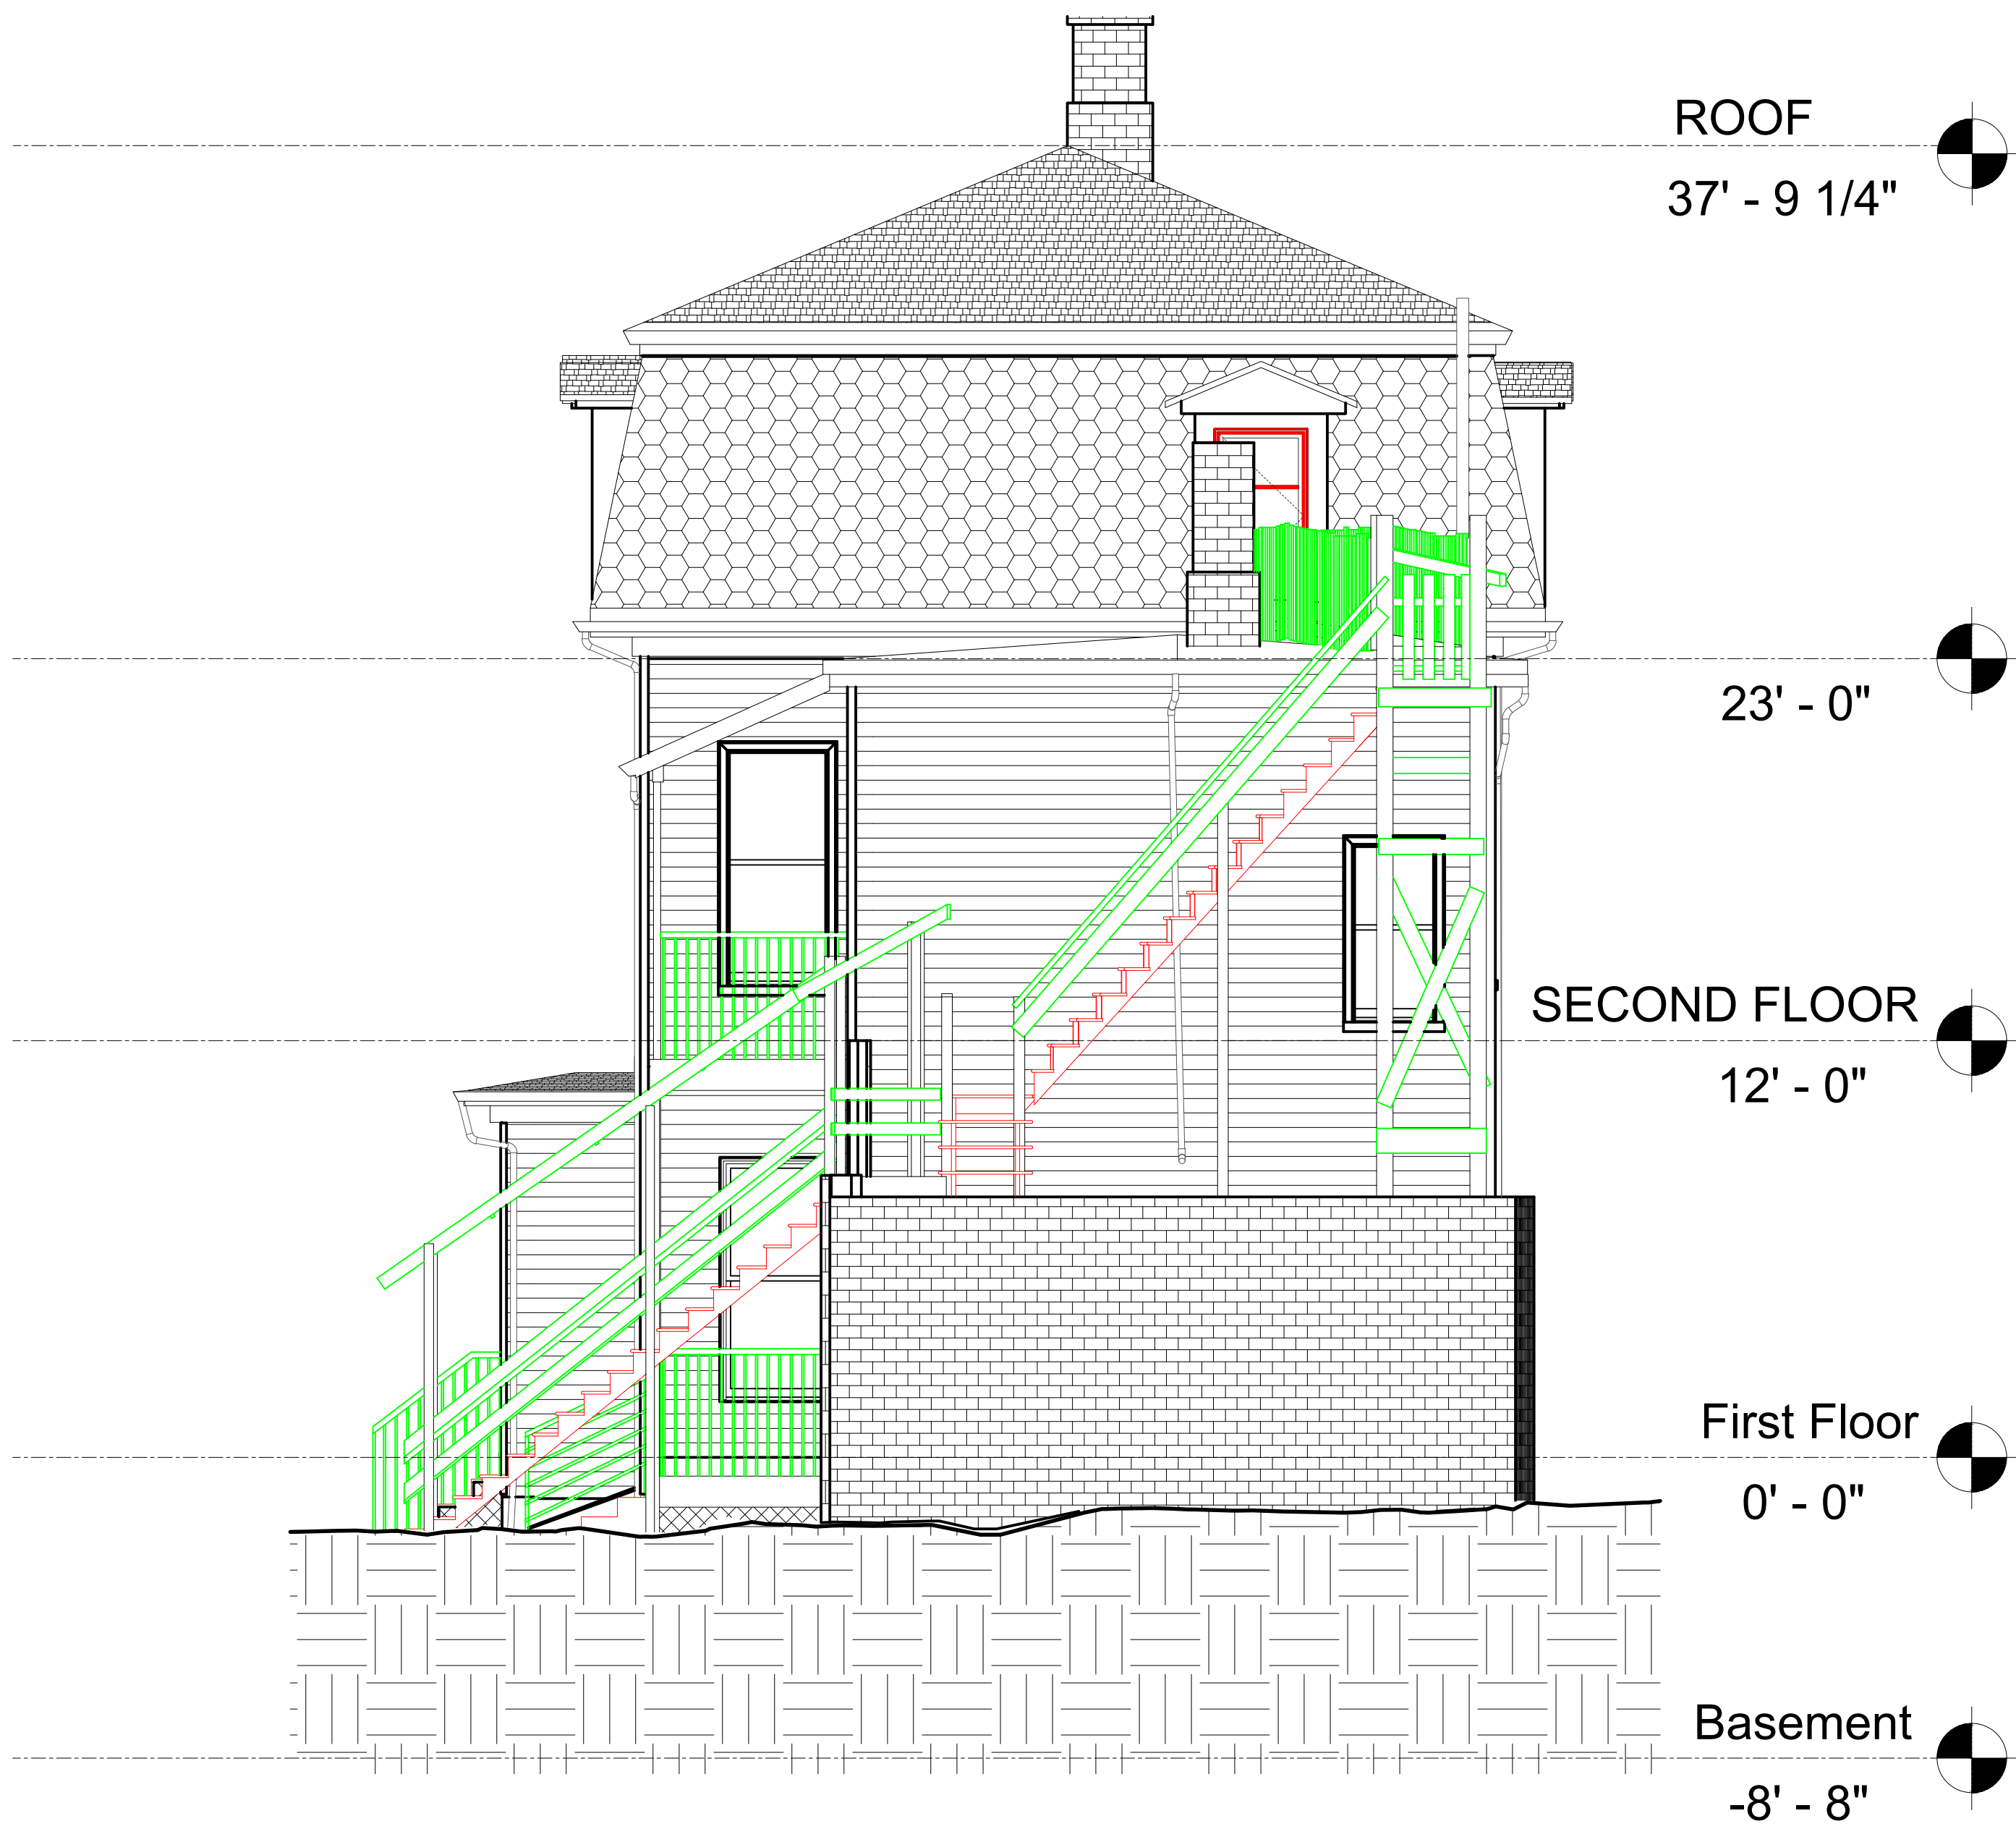 ROOF
37' - 9 1/4"
23' - 0"
SECOND FLOOR
12' - 0"
First Floor
0' - 0"
Basement
-8' - 8"